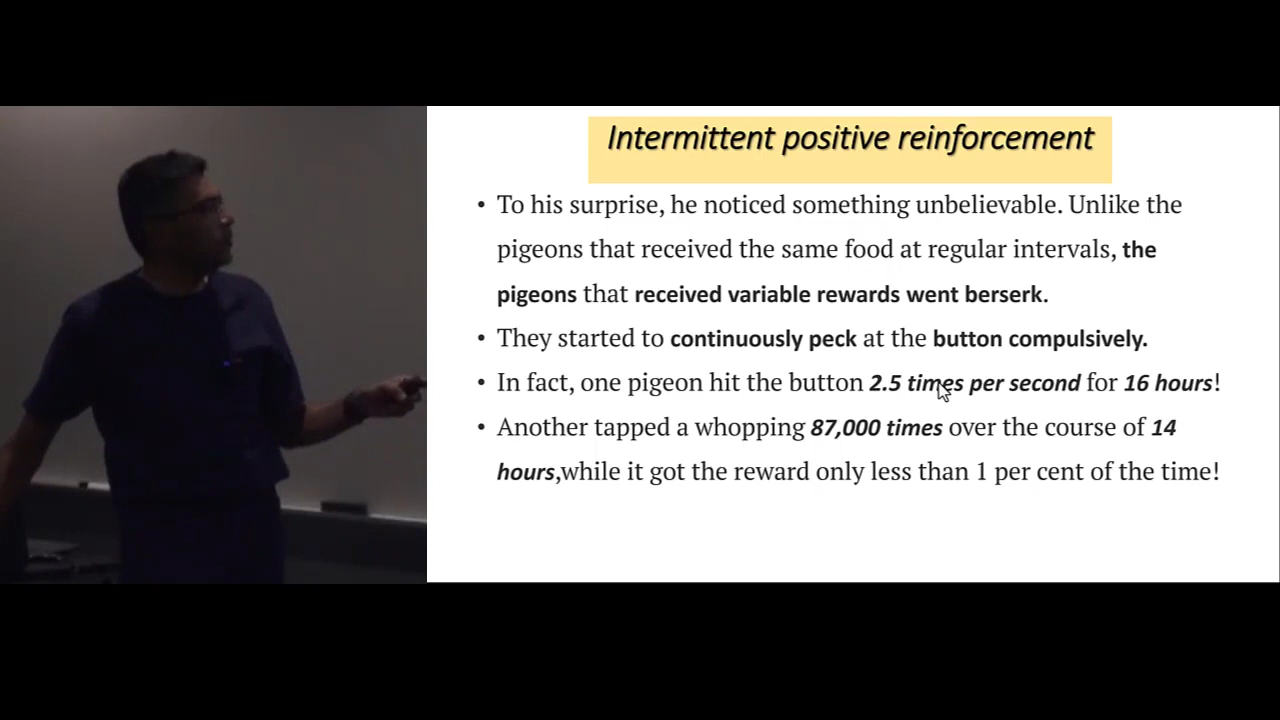 Intermittent positive reinforcement
• To his surprise, he noticed something unbelievable. Unlike the
pigeons that received the same food at regular intervals, the
pigeons that received variable rewards went berserk.
• They started to continuously peck at the button compulsively.
• In fact, one pigeon hit the button 2.5 times per second for 16 hours!
• Another tapped a whopping 87,000 times over the course of 14
hours,while it got the reward only less than 1 per cent of the time!